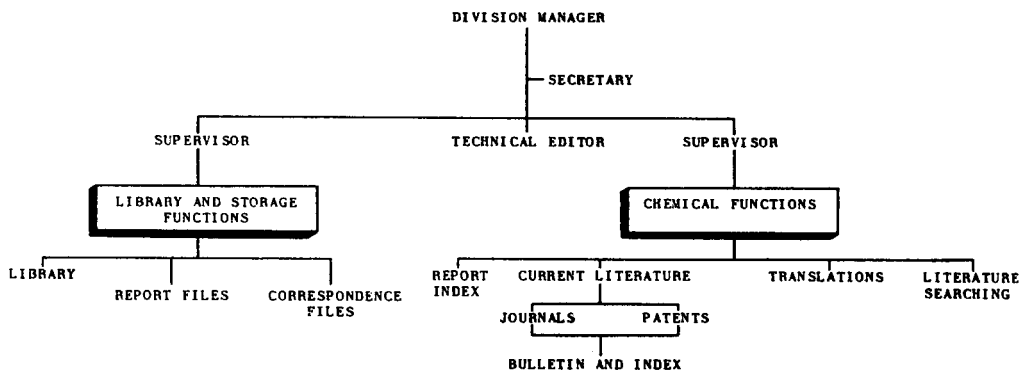 DIVISION MANAGER
SECRETARY
SUPERVISOR
TECHNICAL EDITOR
SUPERVISOR
LIBRARY AND STORAGE
FUNCTIONS
CHEMICAL FUNCTIONS
LIBRARY
REPORT FILES
CORRESPONDENCE
FILES
REPORT
INDEX
CURRENT LITERATURE
TRANSLATIONS
LITERATURE
SEARCHING
JOURNALS
PATENTS
BULLETIN AND INDEX